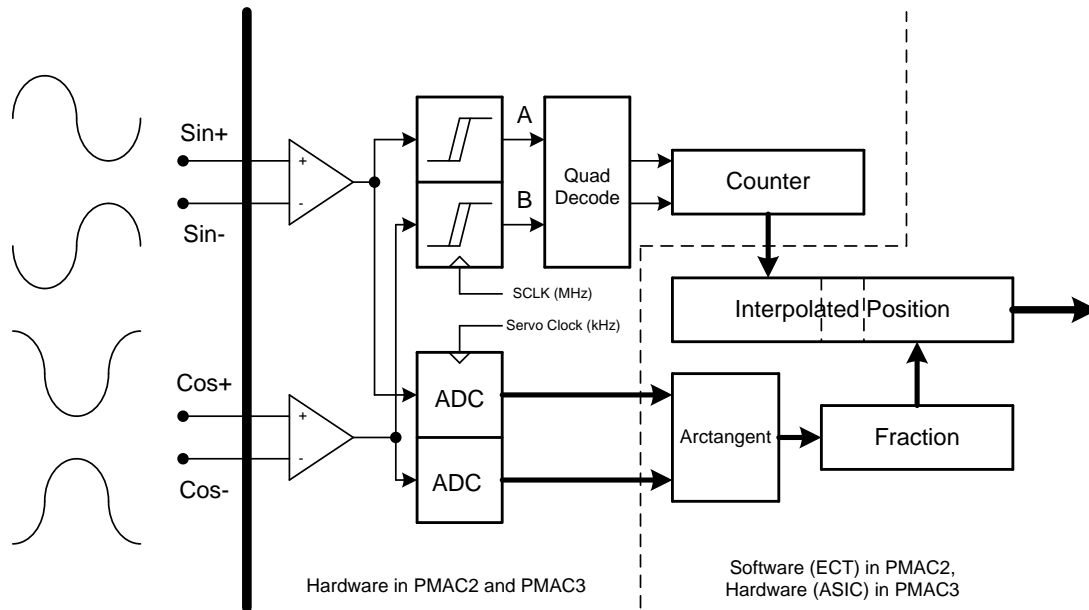 Sin+
Sin-
Cos+
Cos-
+
-
+
-
A
B
Quad
Decode
Counter
SCLK (MHz)
Servo Clock (kHz)
Interpolated Position
ADC
ADC
Arctangent
Fraction
Hardware in PMAC2 and PMAC3
Software (ECT) in PMAC2,
Hardware (ASIC) in PMAC3